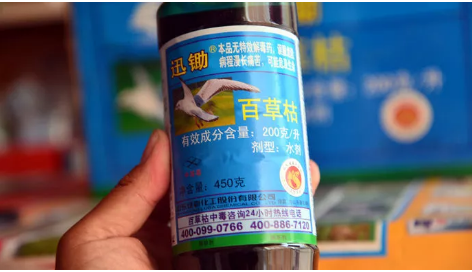 迅锄®
本品无特效解毒药,
病程漫长痛苦,
百草枯
有效成分含量：200克/升
剂型：水剂
含量：450克
百草枯中毒咨询24小时热线电话
400-099-0766 400-886-7120